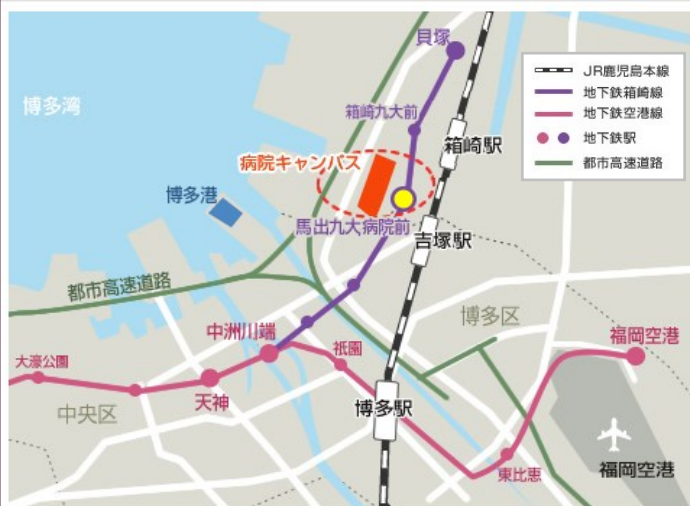 貝塚
JR鹿児島本線
地下鉄箱崎線
地下鉄空港線
地下鉄駅
都市高速道路
博多湾
箱崎九大前
箱崎駅
病院キャンパス
博多港
馬出九大病院前
吉塚駅
都市高速道路
博多区
中洲川端
福岡空港
祇園
大濠公園
天神
中央区
博多駅
東比恵
福岡空港